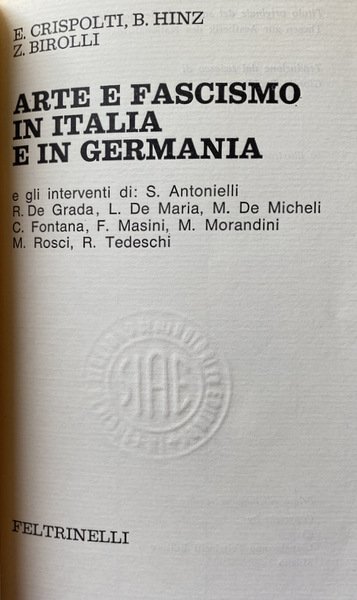 E. CRISPOLTI, B. HINZ
Z. BIROLLI
ARTE E FASCISMO
IN ITALIA
E IN GERMANIA
e gli interventi di: S. Antonielli
R. De Grada, L. De Maria, M. De Micheli
C. Fontana, F. Masini, M. Morandini
M. Rosci, R. Tedeschi
SIAE
FELTRINELLI